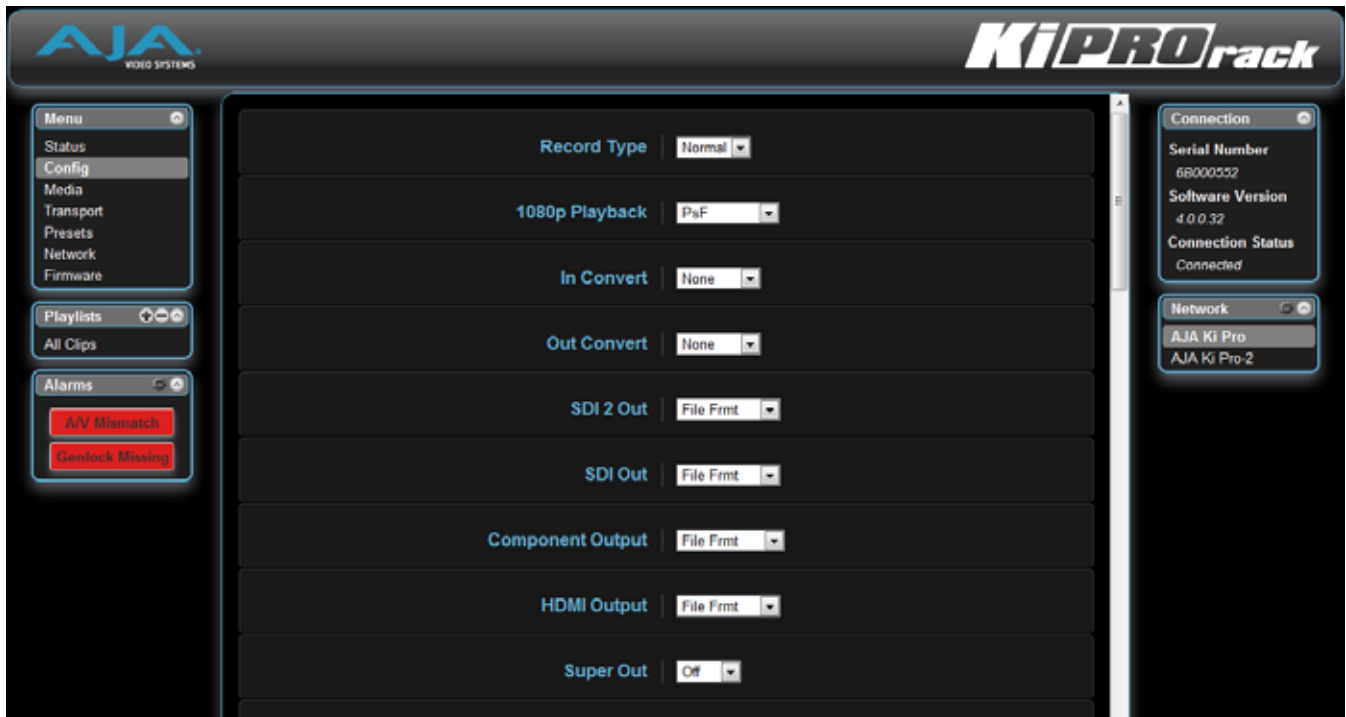 AJA
VIDEO SYSTEMS
KiPROrack
Menu
Status
Config
Media
Transport
Presets
Network
Firmware
Playlists
All Clips
Alarms
A/V Mismatch
Genlock Missing
Record Type Normal
1080p Playback PsF
In Convert None
Out Convert None
SDI 2 Out File Frmt
SDI Out File Frmt
Component Output File Frmt
HDMI Output File Frmt
Super Out Off
Connection
Serial Number
6B000552
Software Version
4.0.0.32
Connection Status
Connected
Network
AJA Ki Pro
AJA Ki Pro-2